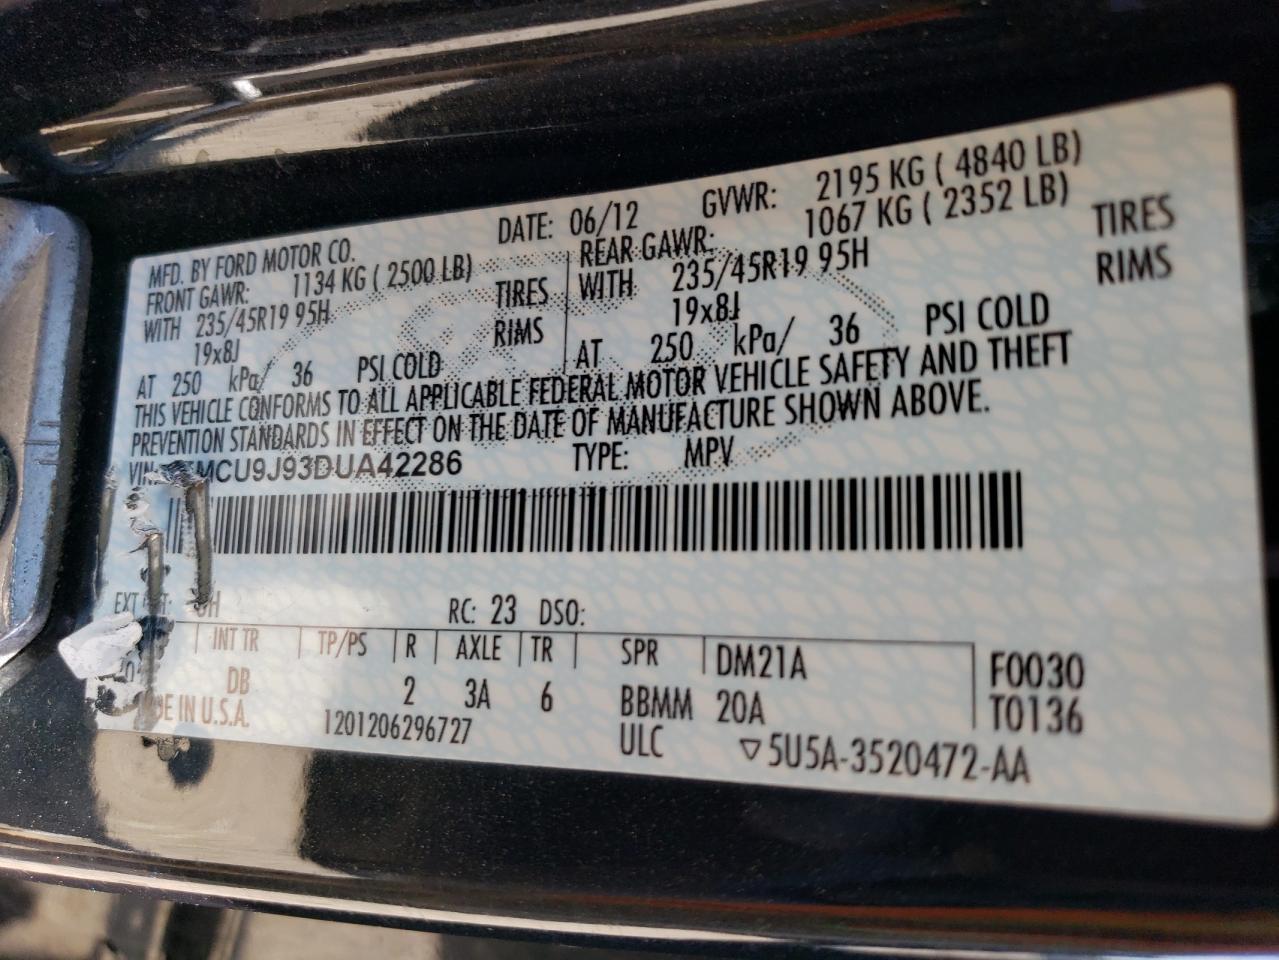 MFD. BY FORD MOTOR CO.
DATE: 06/12 GVWR: 2195 KG ( 4840 LB)
FRONT GAWR: 1134 KG ( 2500 LB) REAR GAWR: 1067 KG ( 2352 LB)
WITH 235/45R19 95H TIRES WITH 235/45R19 95H TIRES
19x8J RIMS 19x8J RIMS
AT 250 kPa/ 36 PSI COLD AT 250 kPa/ 36 PSI COLD
THIS VEHICLE CONFORMS TO ALL APPLICABLE FEDERAL MOTOR VEHICLE SAFETY AND THEFT
PREVENTION STANDARDS IN EFFECT ON THE DATE OF MANUFACTURE SHOWN ABOVE.
VIN: MCU9J93DUA42286 TYPE: MPV
EXT RC: 23 DSO:
INT TR TP/PS R AXLE TR SPR DM21A F0030
DB 2 3A 6 BBMM 20A T0136
IN U.S.A. 1201206296727 ULC ▽5U5A-3520472-AA